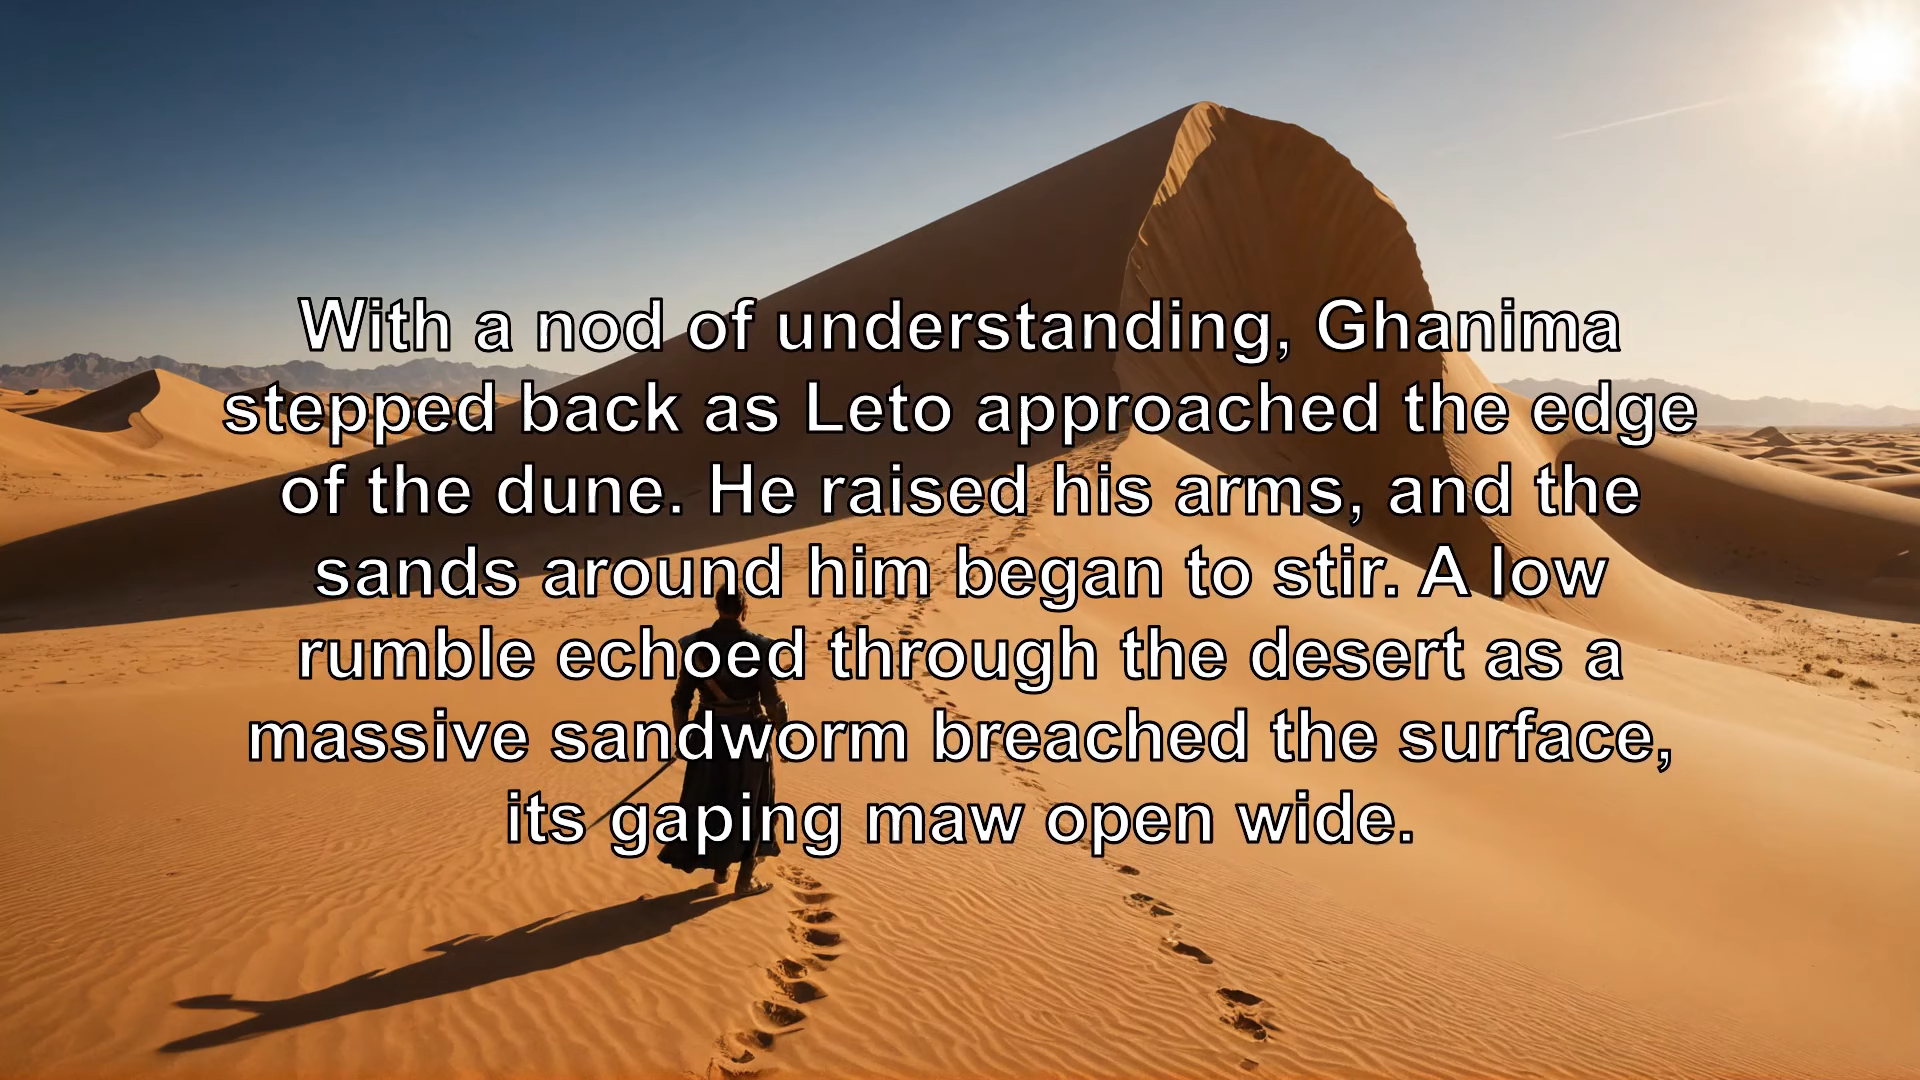 With a nod of understanding, Ghanima
stepped back as Leto approached the edge
of the dune. He raised his arms, and the
sands around him began to stir. A low
rumble echoed through the desert as a
massive sandworm breached the surface,
its gaping maw open wide.